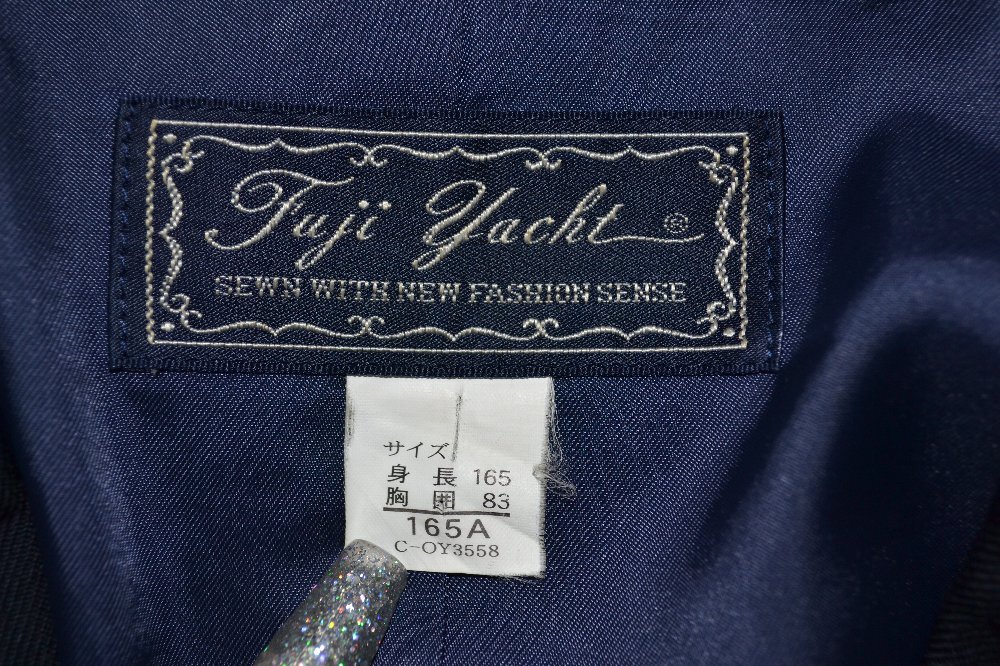 Fuji Yacht ®
SEWN WITH NEW FASHION SENSE
サイズ
身長 165
胸囲 83
165A
C-OY3558